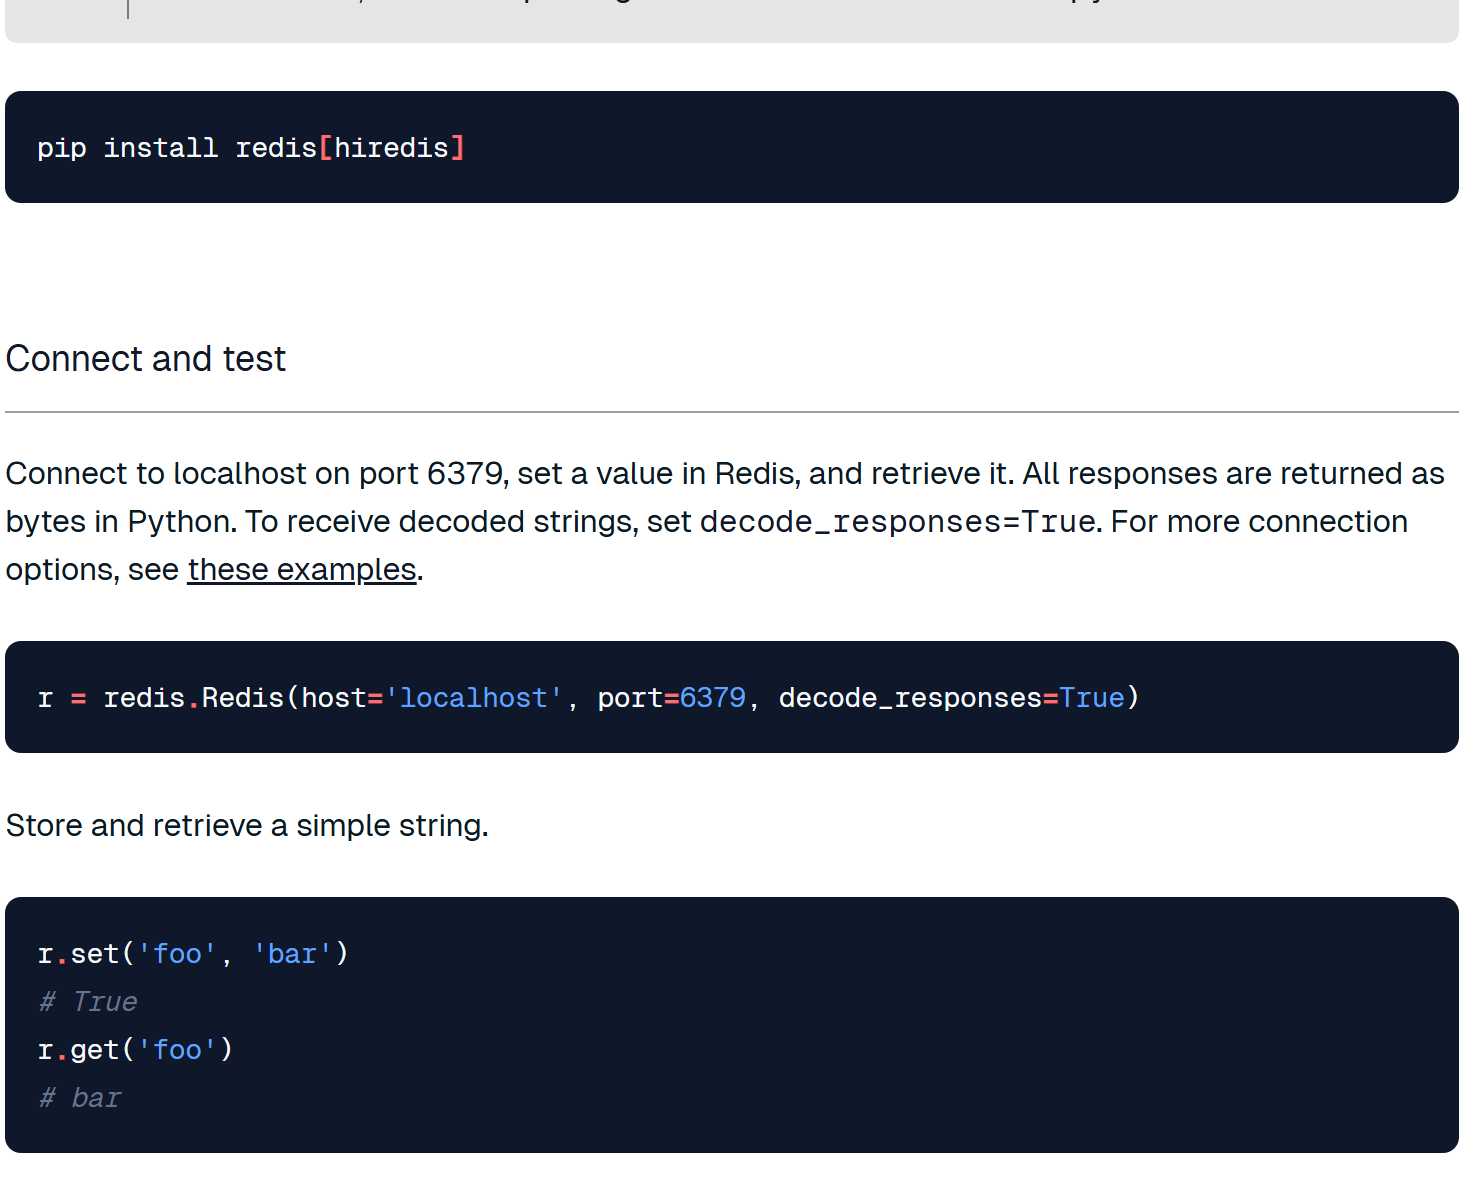 pip install redis[hiredis]
Connect and test
Connect to localhost on port 6379, set a value in Redis, and retrieve it. All responses are returned as
bytes in Python. To receive decoded strings, set decode_responses=True. For more connection
options, see these examples.
r = redis.Redis(host='localhost', port=6379, decode_responses=True)
Store and retrieve a simple string.
r.set('foo', 'bar')
# True
r.get('foo')
# bar